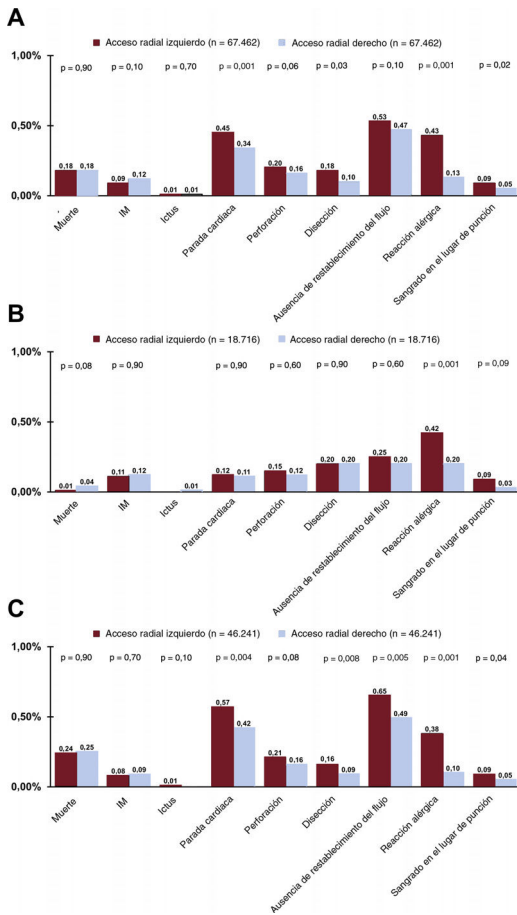 A
Acceso radial izquierdo (n = 67.462) Acceso radial derecho (n = 67.462)
p = 0,90 p = 0,10 p = 0,70 p = 0,001 p = 0,06 p = 0,03 p = 0,10 p = 0,001 p = 0,02
1,00%
0,50%
0,00%
0,18 0,18 0,09 0,12 0,01 0,01 0,45 0,34 0,20 0,16 0,18 0,10 0,53 0,47 0,43 0,13 0,09 0,05
Muerte
IM
Ictus
Parada cardiaca
Perforación
Disección
Ausencia de restablecimiento del flujo
Reacción alérgica
Sangrado en el lugar de punción
B
Acceso radial izquierdo (n = 18.716) Acceso radial derecho (n = 18.716)
p = 0,08 p = 0,90 p = 0,90 p = 0,60 p = 0,90 p = 0,60 p = 0,001 p = 0,09
1,00%
0,50%
0,00%
0,01 0,04 0,11 0,12 0,01 0,12 0,11 0,15 0,12 0,20 0,20 0,25 0,20 0,42 0,20 0,09 0,03
Muerte
IM
Ictus
Parada cardiaca
Perforación
Disección
Ausencia de restablecimiento del flujo
Reacción alérgica
Sangrado en el lugar de punción
C
Acceso radial izquierdo (n = 46.241) Acceso radial derecho (n = 46.241)
p = 0,90 p = 0,70 p = 0,10 p = 0,004 p = 0,08 p = 0,008 p = 0,005 p = 0,001 p = 0,04
1,00%
0,50%
0,00%
0,24 0,25 0,08 0,09 0,01 0,57 0,42 0,21 0,16 0,16 0,09 0,65 0,49 0,38 0,10 0,09 0,05
Muerte
IM
Ictus
Parada cardiaca
Perforación
Disección
Ausencia de restablecimiento del flujo
Reacción alérgica
Sangrado en el lugar de punción